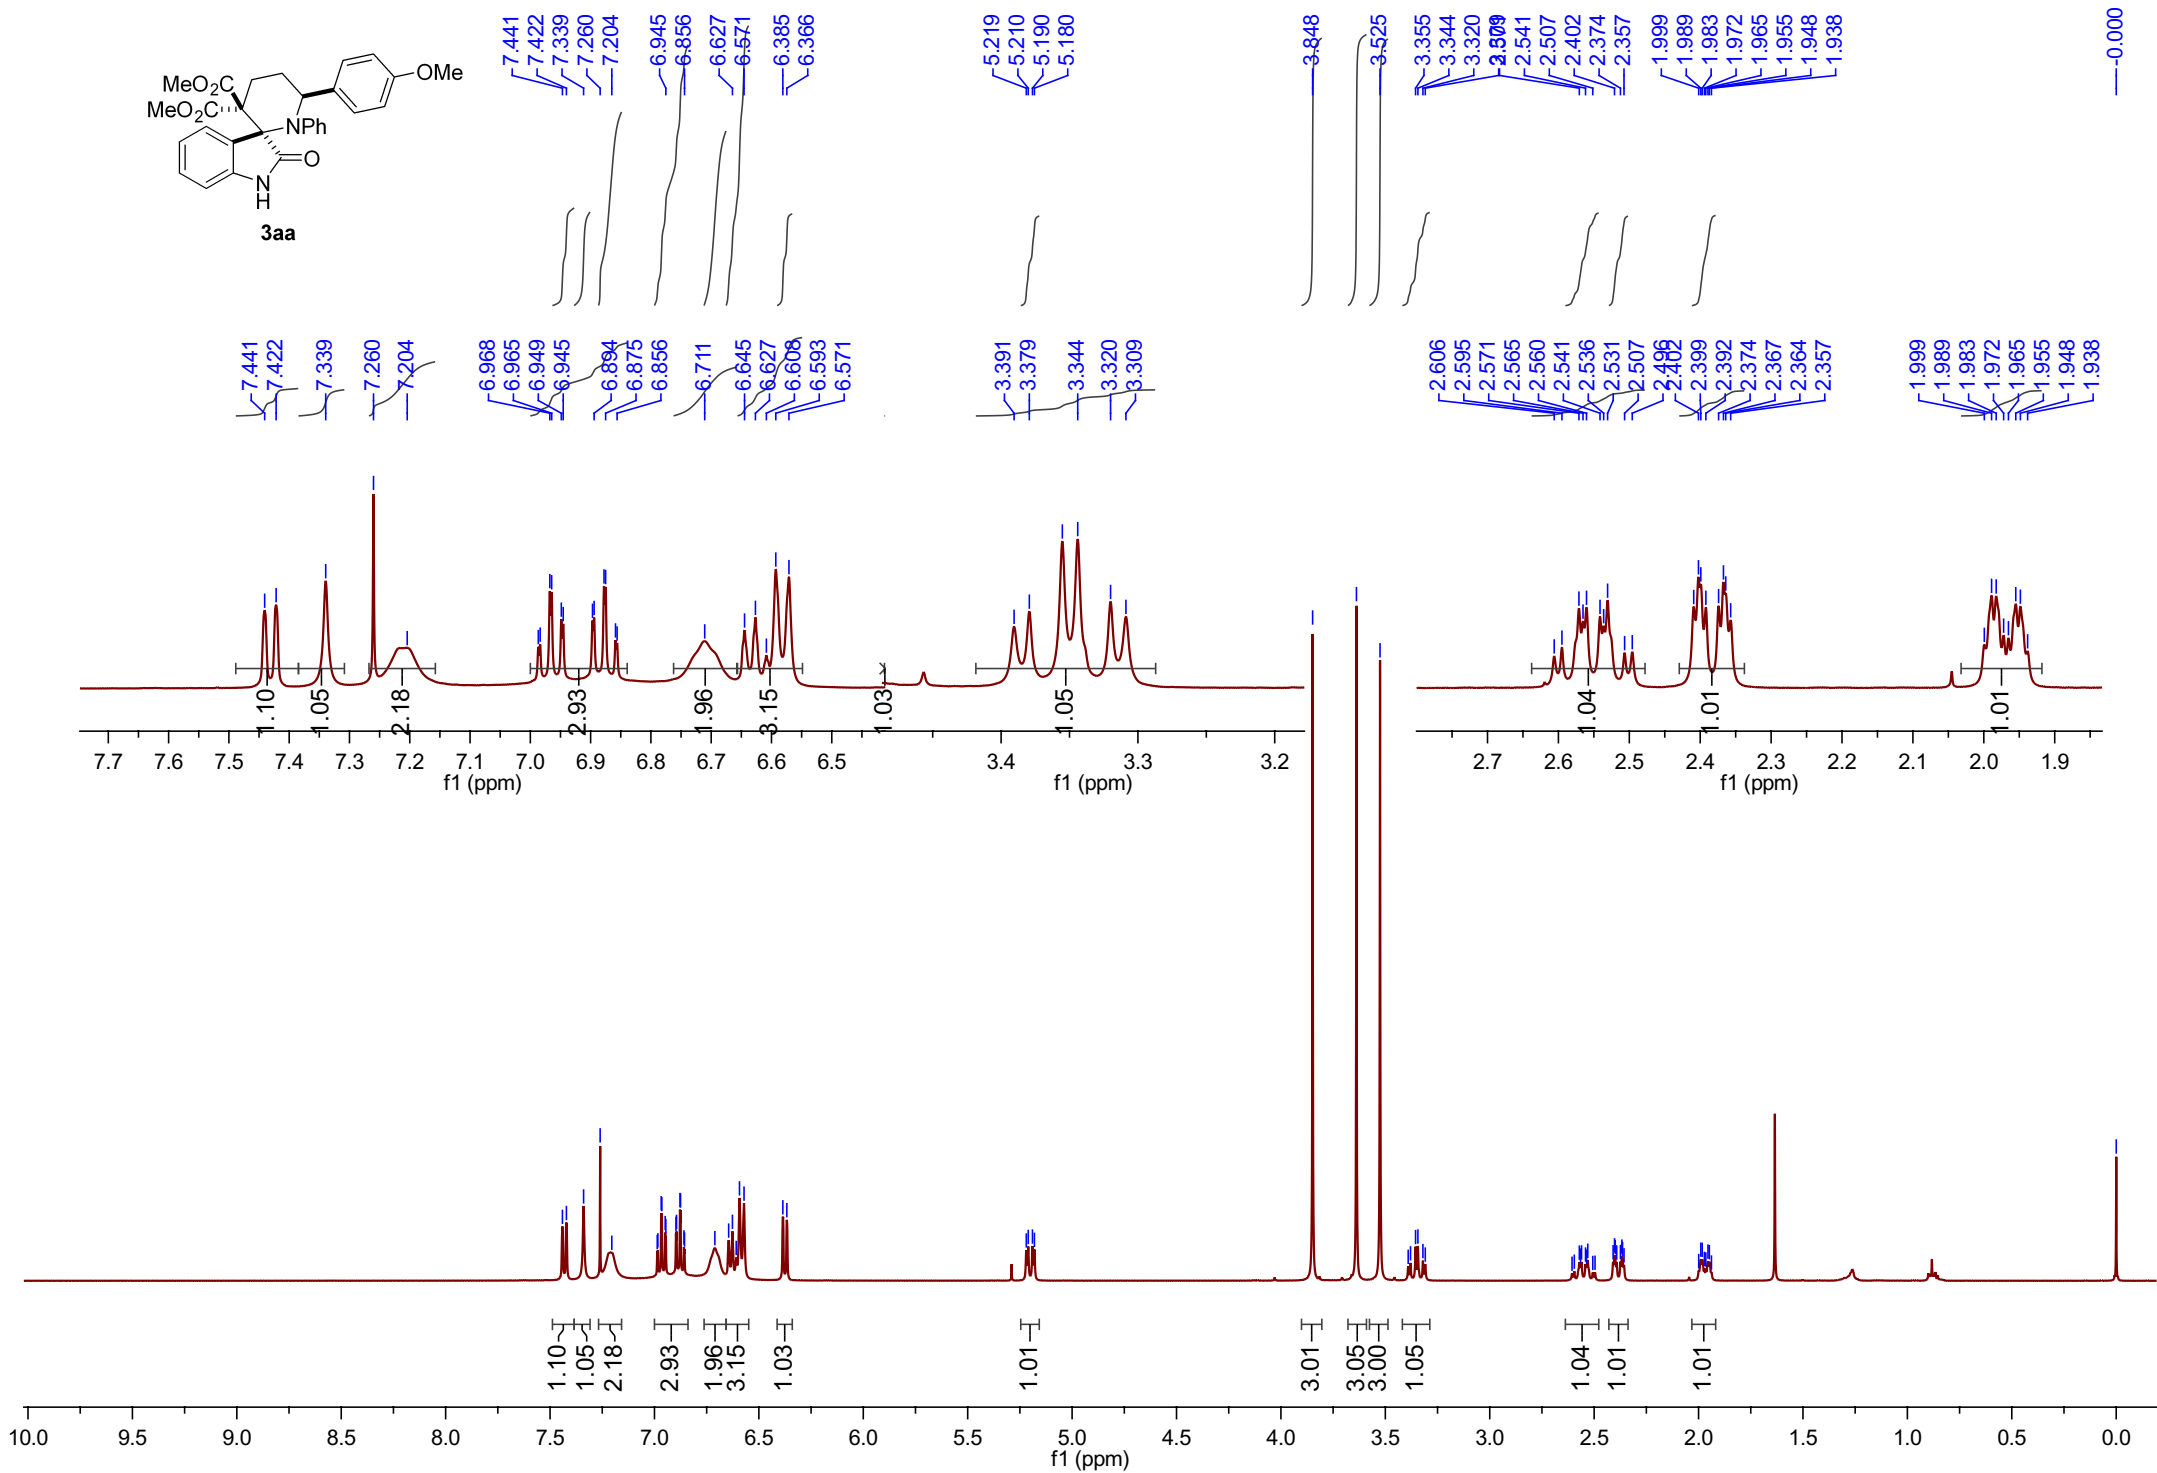 7.441 7.422 7.339 7.260 7.204 6.945 6.856 6.627 6.571 6.385 6.366 5.219 5.210 5.190 5.180 3.848 3.525 3.355 3.344 3.320 2.541 2.507 2.402 2.374 2.357 1.999 1.989 1.983 1.972 1.965 1.955 1.948 1.938 -0.000
MeO2C
OMe
MeO2C
NPh
O
N
H
3aa
7.441 7.422 7.339 7.260 7.204 6.968 6.965 6.949 6.945 6.894 6.875 6.856 6.711 6.645 6.627 6.608 6.593 6.571 3.391 3.379 3.344 3.320 3.309 2.606 2.595 2.571 2.565 2.560 2.541 2.536 2.531 2.507 2.496 2.402 2.399 2.392 2.374 2.367 2.364 2.357 1.999 1.989 1.983 1.972 1.965 1.955 1.948 1.938
1.10 1.05 2.18 2.93 1.96 3.15 1.03 1.05 1.04 1.01 1.01
7.7 7.6 7.5 7.4 7.3 7.2 7.1 7.0 6.9 6.8 6.7 6.6 6.5 3.4 3.3 3.2 2.7 2.6 2.5 2.4 2.3 2.2 2.1 2.0 1.9
f1 (ppm) f1 (ppm) f1 (ppm)
1.10 1.05 2.18 2.93 1.96 3.15 1.03 1.01 3.01 3.05 3.00 1.05 1.04 1.01 1.01
10.0 9.5 9.0 8.5 8.0 7.5 7.0 6.5 6.0 5.5 5.0 4.5 4.0 3.5 3.0 2.5 2.0 1.5 1.0 0.5 0.0
f1 (ppm)